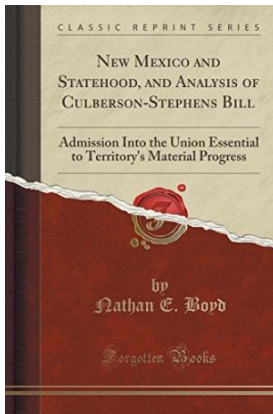 CLASSIC REPRINT SERIES
NEW MEXICO AND
STATEHOOD, AND ANALYSIS OF
CULBERSON-STEPHENS BILL
Admission Into the Union Essential
to Territory's Material Progress
by
Nathan E. Boyd
Forgotten Books